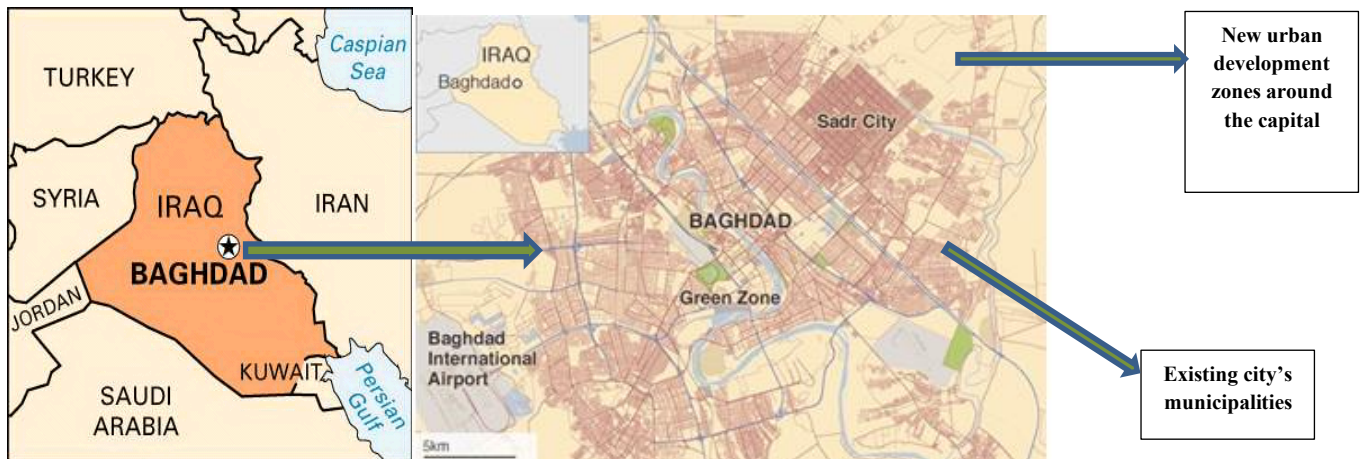 Caspian
Sea
TURKEY
SYRIA
IRAQ
IRAN
BAGHDAD
JORDAN
KUWAIT
SAUDI
ARABIA
Persian
Gulf
IRAQ
Baghdad
Sadr City
BAGHDAD
Green Zone
Baghdad
International
Airport
5km
New urban
development
zones around
the capital
Existing city’s
municipalities